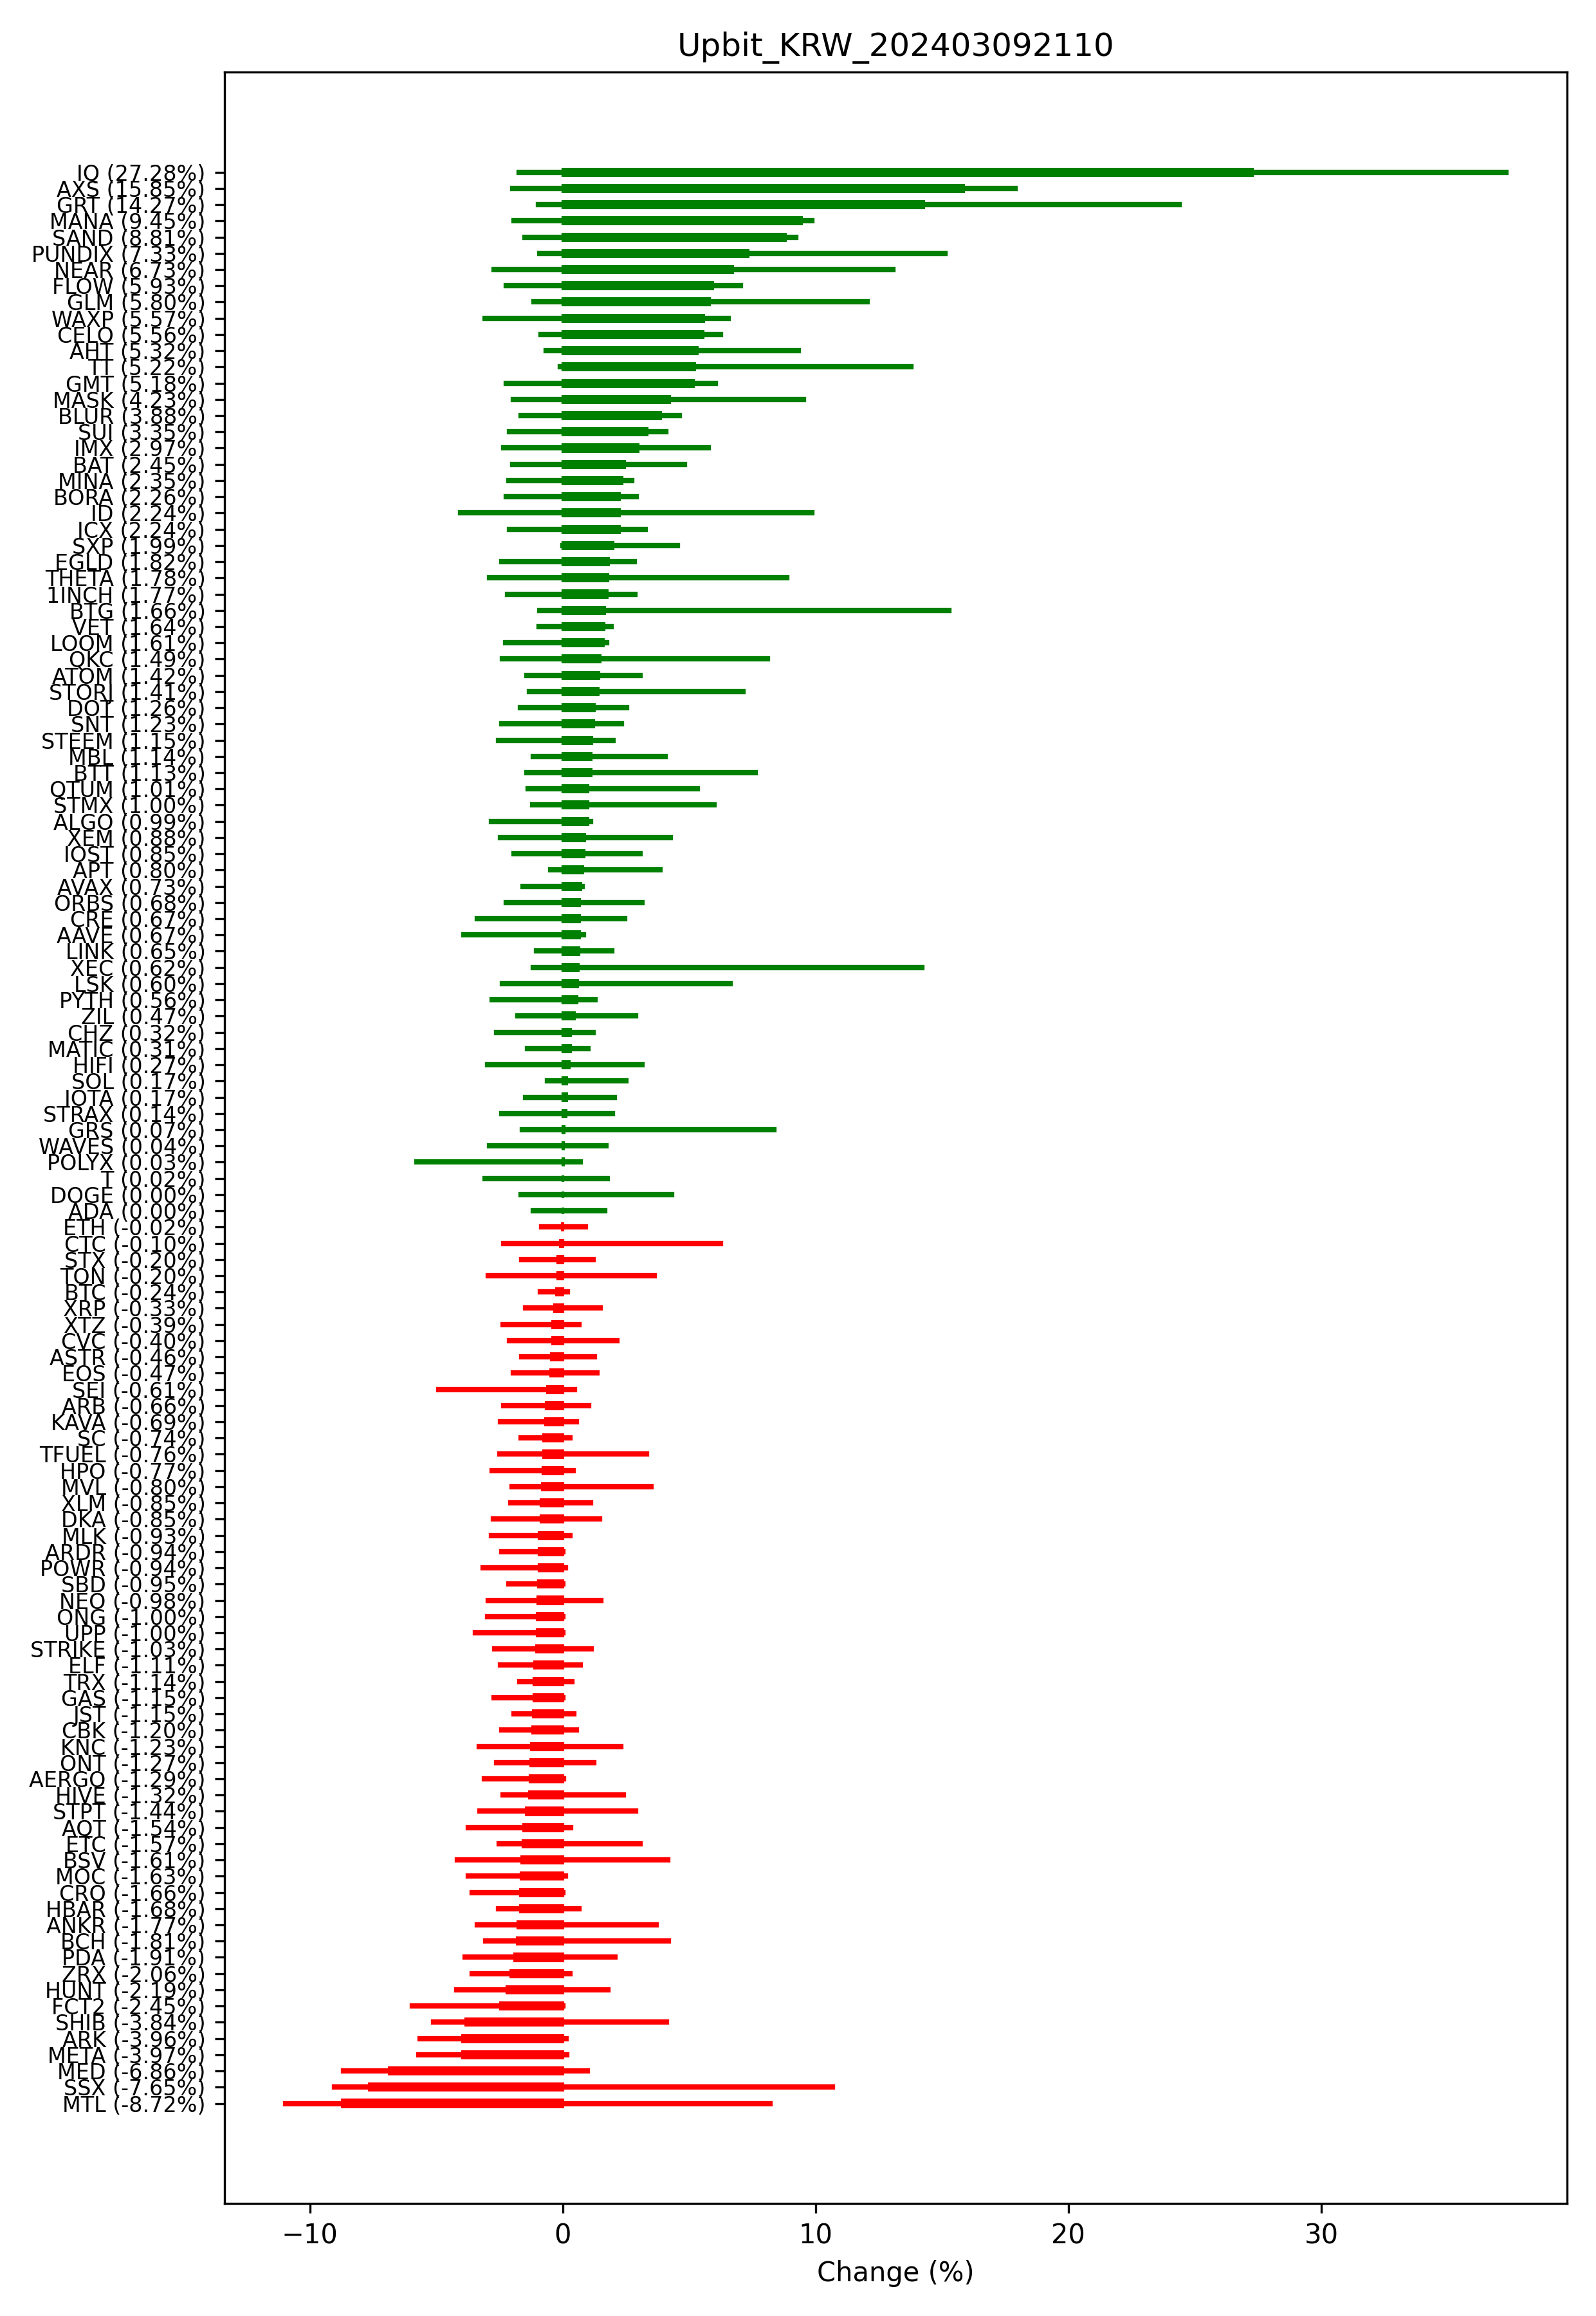 Upbit_KRW_202403092110
IQ (27.28%)
AXS (15.85%)
GRT (14.27%)
MANA (9.45%)
SAND (8.81%)
PUNDIX (7.33%)
NEAR (6.73%)
FLOW (5.93%)
GLM (5.80%)
WAXP (5.57%)
CELO (5.56%)
AHT (5.32%)
TT (5.22%)
GMT (5.18%)
MASK (4.23%)
BLUR (3.88%)
SUI (3.35%)
IMX (2.97%)
BAT (2.45%)
MINA (2.35%)
BORA (2.26%)
ID (2.24%)
ICX (2.24%)
SXP (1.99%)
EGLD (1.82%)
THETA (1.78%)
1INCH (1.77%)
BTG (1.66%)
VET (1.64%)
LOOM (1.61%)
QKC (1.49%)
ATOM (1.42%)
STORJ (1.41%)
DOT (1.26%)
SNT (1.23%)
STEEM (1.15%)
MBL (1.14%)
BTT (1.13%)
QTUM (1.01%)
STMX (1.00%)
ALGO (0.99%)
XEM (0.88%)
IOST (0.85%)
APT (0.80%)
AVAX (0.73%)
ORBS (0.68%)
CRE (0.67%)
AAVE (0.67%)
LINK (0.65%)
XEC (0.62%)
LSK (0.60%)
PYTH (0.56%)
ZIL (0.47%)
CHZ (0.32%)
MATIC (0.31%)
HIFI (0.27%)
SOL (0.17%)
IOTA (0.17%)
STRAX (0.14%)
GRS (0.07%)
WAVES (0.04%)
POLYX (0.03%)
T (0.02%)
DOGE (0.00%)
ADA (0.00%)
ETH (-0.02%)
CTC (-0.10%)
STX (-0.20%)
TON (-0.20%)
BTC (-0.24%)
XRP (-0.33%)
XTZ (-0.39%)
CVC (-0.40%)
ASTR (-0.46%)
EOS (-0.47%)
SEI (-0.61%)
ARB (-0.66%)
KAVA (-0.69%)
SC (-0.74%)
TFUEL (-0.76%)
HPO (-0.77%)
MVL (-0.80%)
XLM (-0.85%)
DKA (-0.85%)
MLK (-0.93%)
ARDR (-0.94%)
POWR (-0.94%)
SBD (-0.95%)
NEO (-0.98%)
ONG (-1.00%)
UPP (-1.00%)
STRIKE (-1.03%)
ELF (-1.11%)
TRX (-1.14%)
GAS (-1.15%)
JST (-1.15%)
CBK (-1.20%)
KNC (-1.23%)
ONT (-1.27%)
AERGO (-1.29%)
HIVE (-1.32%)
STPT (-1.44%)
AQT (-1.54%)
ETC (-1.57%)
BSV (-1.61%)
MOC (-1.63%)
CRO (-1.66%)
HBAR (-1.68%)
ANKR (-1.77%)
BCH (-1.81%)
PDA (-1.91%)
ZRX (-2.06%)
HUNT (-2.19%)
FCT2 (-2.45%)
SHIB (-3.84%)
ARK (-3.96%)
META (-3.97%)
MED (-6.86%)
SSX (-7.65%)
MTL (-8.72%)
−10 0 10 20 30
Change (%)